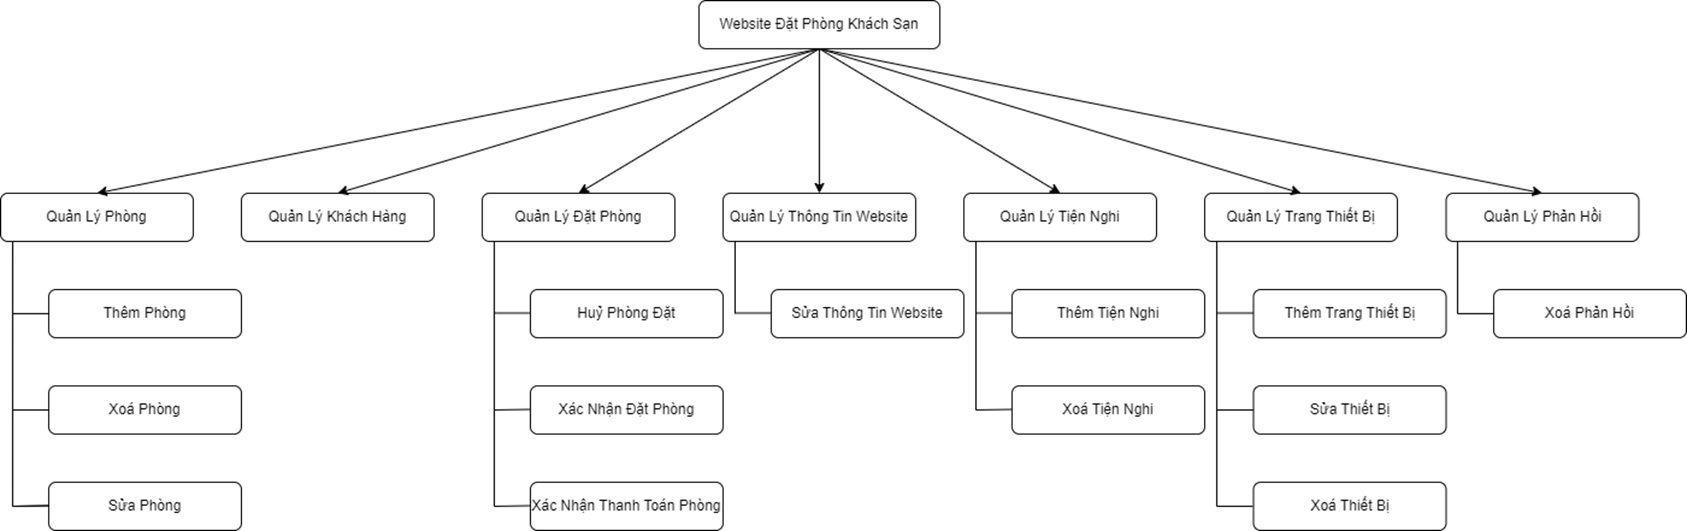 Website Đặt Phòng Khách Sạn
Quản Lý Phòng
Quản Lý Khách Hàng
Quản Lý Đặt Phòng
Quản Lý Thông Tin Website
Quản Lý Tiện Nghi
Quản Lý Trang Thiết Bị
Quản Lý Phản Hồi
Thêm Phòng
Huỷ Phòng Đặt
Sửa Thông Tin Website
Thêm Tiện Nghi
Thêm Trang Thiết Bị
Xoá Phản Hồi
Xoá Phòng
Xác Nhận Đặt Phòng
Xoá Tiện Nghi
Sửa Thiết Bị
Sửa Phòng
Xác Nhận Thanh Toán Phòng
Xoá Thiết Bị